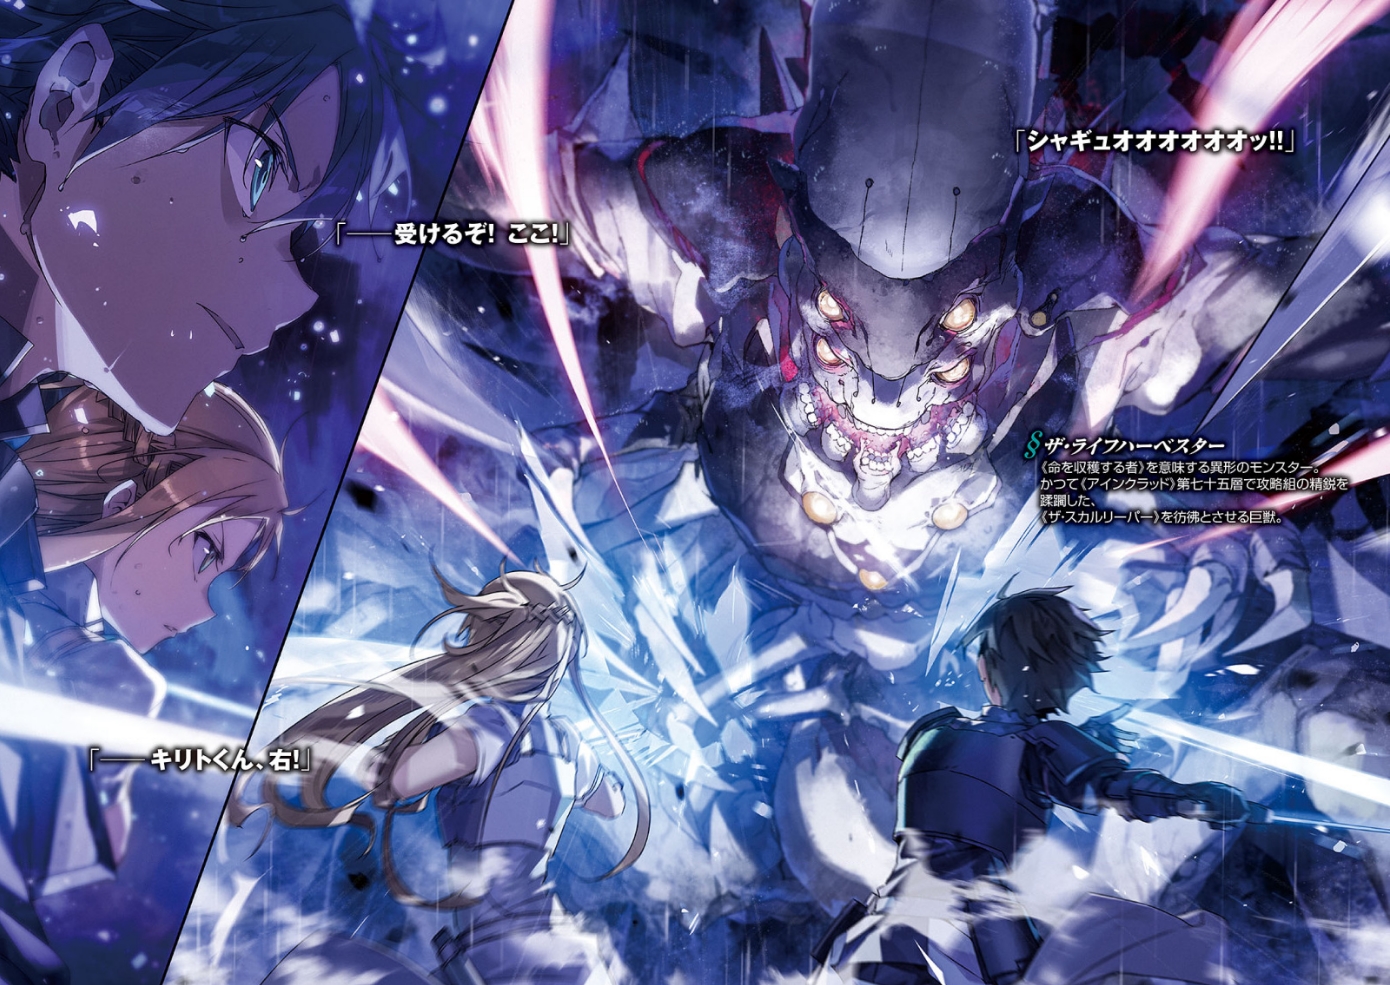 「シャギュオオオオオオッ!!」
「——受けるぞ! ここ!」
§ ザ・ライフハーベスター
《命を収穫する者》を意味する異形のモンスター。
かつて《アインクラッド》第七十五層で攻略組の精鋭を
蹂躙した、
《ザ・スカルリーパー》を彷彿とさせる巨獣。
「——キリトくん、右!」